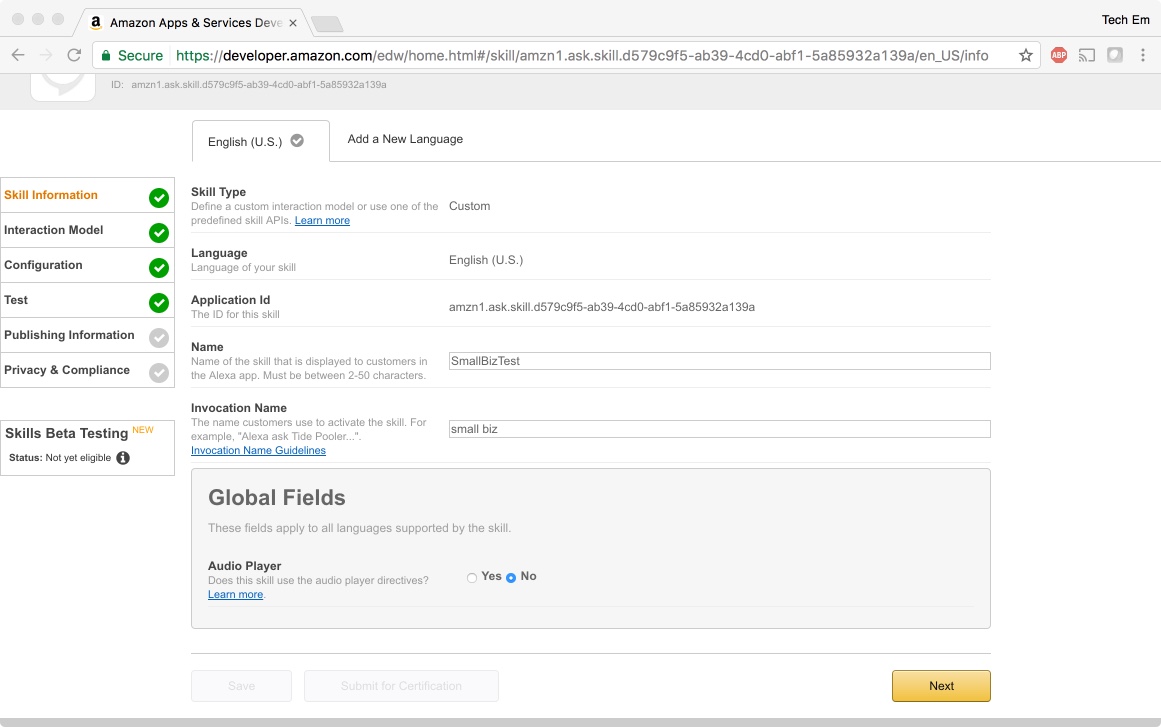 Amazon Apps & Services Deve
Tech Em
Secure https://developer.amazon.com/edw/home.html#/skill/amzn1.ask.skill.d579c9f5-ab39-4cd0-abf1-5a85932a139a/en_US/info
ABP
ID: amzn1.ask.skill.d579c9f5-ab39-4cd0-abf1-5a85932a139a
English (U.S.)
Add a New Language
Skill Information
Interaction Model
Configuration
Test
Publishing Information
Privacy & Compliance
Skills Beta Testing NEW
Status: Not yet eligible
Skill Type
Define a custom interaction model or use one of the
predefined skill APIs. Learn more
Custom
Language
Language of your skill
English (U.S.)
Application Id
The ID for this skill
amzn1.ask.skill.d579c9f5-ab39-4cd0-abf1-5a85932a139a
Name
Name of the skill that is displayed to customers in
the Alexa app. Must be between 2-50 characters.
SmallBizTest
Invocation Name
The name customers use to activate the skill. For
example, "Alexa ask Tide Pooler...".
Invocation Name Guidelines
small biz
Global Fields
These fields apply to all languages supported by the skill.
Audio Player
Does this skill use the audio player directives?
Learn more.
Yes No
Save
Submit for Certification
Next